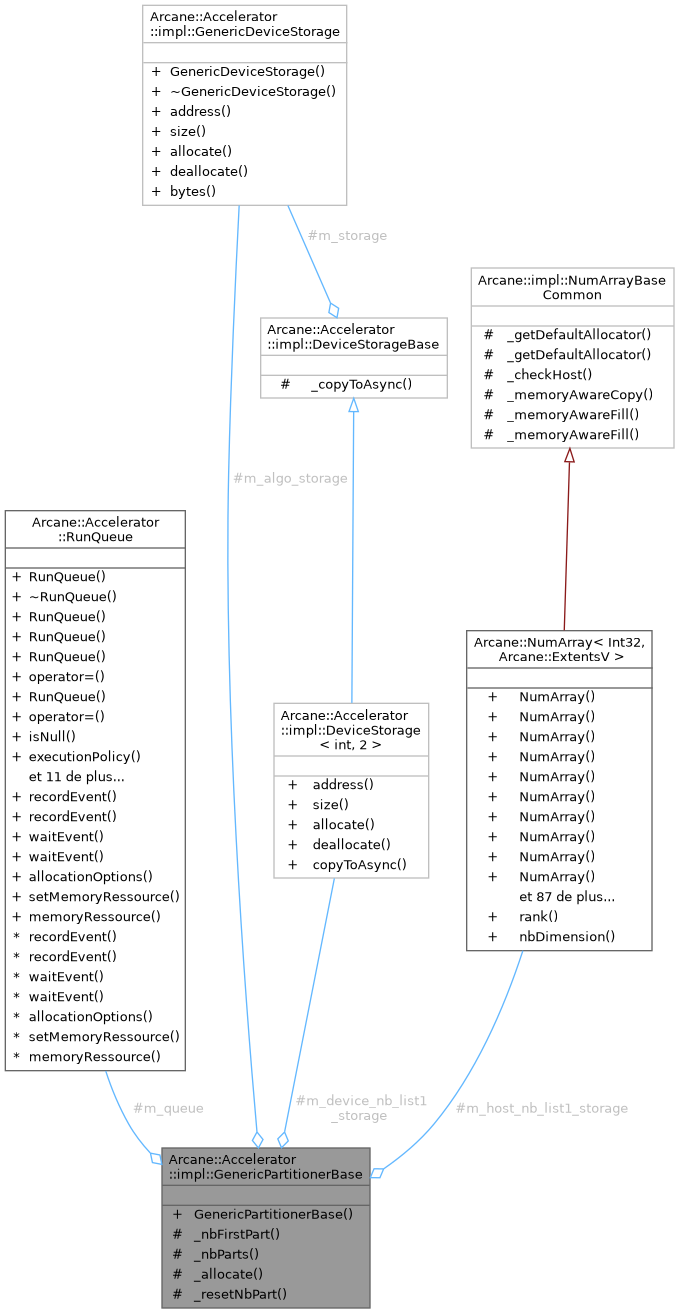 Arcane::Accelerator
::impl::GenericDeviceStorage
+ GenericDeviceStorage()
+ ~GenericDeviceStorage()
+ address()
+ size()
+ allocate()
+ deallocate()
+ bytes()
#m_storage
Arcane::impl::NumArrayBase
Common
# _getDefaultAllocator()
# _getDefaultAllocator()
# _checkHost()
# _memoryAwareCopy()
# _memoryAwareFill()
# _memoryAwareFill()
Arcane::Accelerator
::impl::DeviceStorageBase
# _copyToAsync()
#m_algo_storage
Arcane::Accelerator
::RunQueue
+ RunQueue()
+ ~RunQueue()
+ RunQueue()
+ RunQueue()
+ RunQueue()
+ operator=()
+ RunQueue()
+ operator=()
+ isNull()
+ executionPolicy()
et 11 de plus...
+ recordEvent()
+ recordEvent()
+ waitEvent()
+ waitEvent()
+ allocationOptions()
+ setMemoryRessource()
+ memoryRessource()
* recordEvent()
* recordEvent()
* waitEvent()
* waitEvent()
* allocationOptions()
* setMemoryRessource()
* memoryRessource()
Arcane::Accelerator
::impl::DeviceStorage
< int, 2 >
+ address()
+ size()
+ allocate()
+ deallocate()
+ copyToAsync()
Arcane::NumArray< Int32,
Arcane::ExtentsV >
+ NumArray()
+ NumArray()
+ NumArray()
+ NumArray()
+ NumArray()
+ NumArray()
+ NumArray()
+ NumArray()
+ NumArray()
+ NumArray()
et 87 de plus...
+ rank()
+ nbDimension()
#m_queue
#m_device_nb_list1
_storage
#m_host_nb_list1_storage
Arcane::Accelerator
::impl::GenericPartitionerBase
+ GenericPartitionerBase()
# _nbFirstPart()
# _nbParts()
# _allocate()
# _resetNbPart()